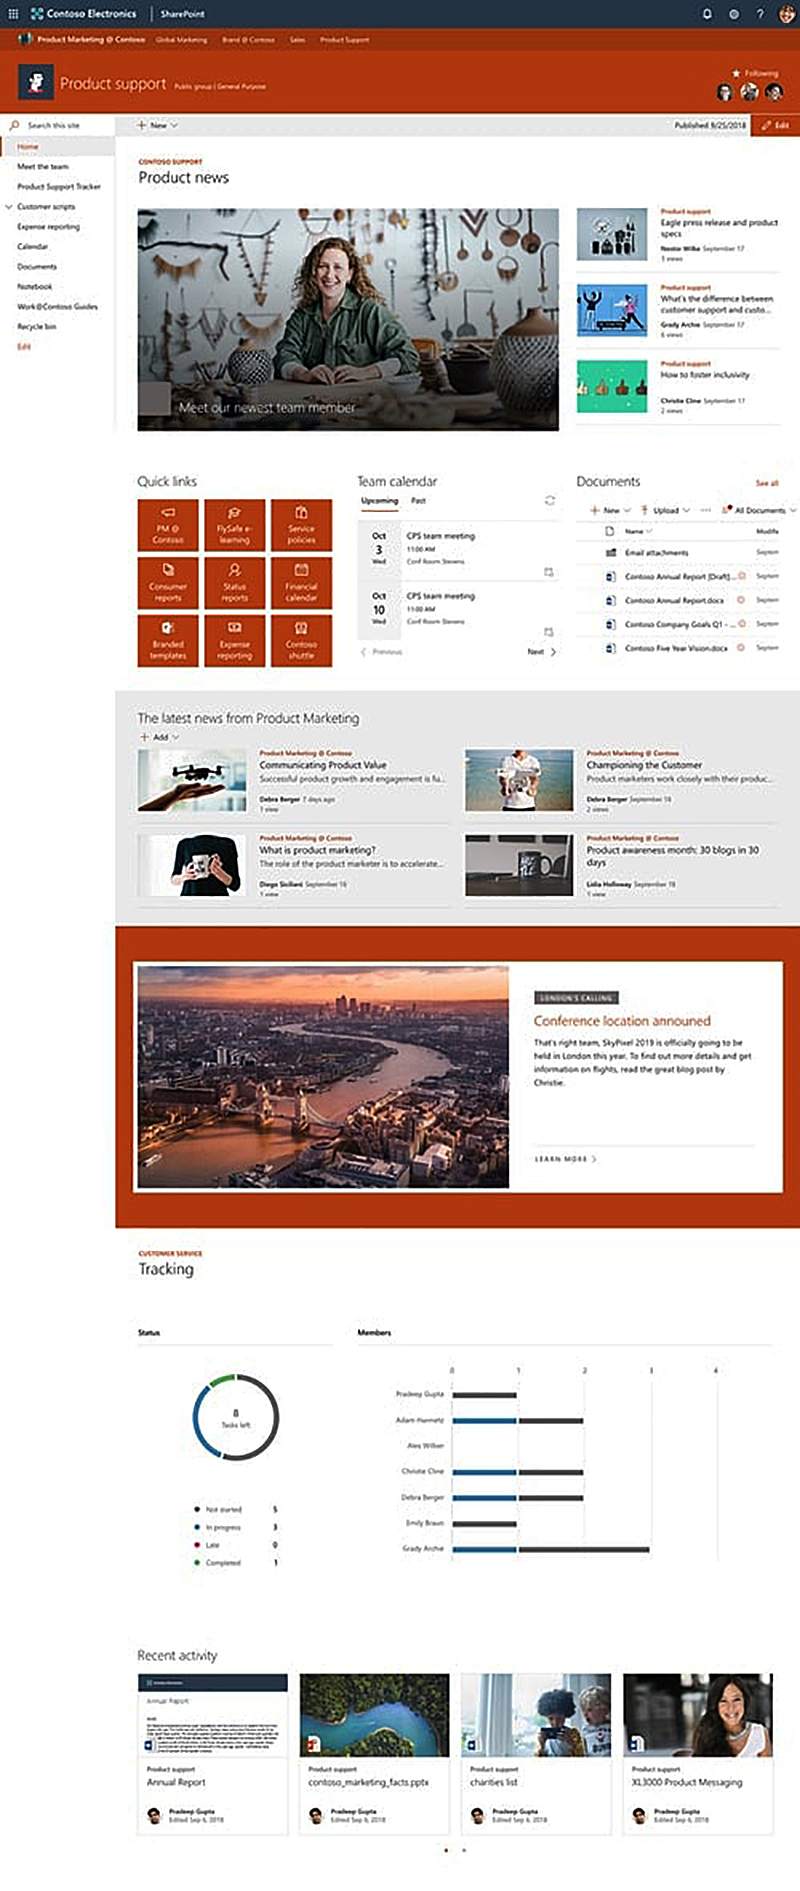 Contoso Electronics SharePoint
Product Marketing @ Contoso Global Marketing Brand @ Contoso Sales Product Support
Product support Public group | General Purpose
Following
Search this site
New
Published 9/25/2018
Edit
Home
Meet the team
Product Support Tracker
Customer scripts
Expense reporting
Calendar
Documents
Notebook
Work@Contoso Guides
Recycle bin
Edit
CONTOSO SUPPORT
Product news
Meet our newest team member
Product support
Eagle press release and product
specs
Nestor Wilke September 17
3 views
Product support
What's the difference between
customer support and custo...
Grady Archie September 17
6 views
Product support
How to foster inclusivity
Christie Cline September 17
2 views
Quick links
PM @
Contoso
FlySafe e-
learning
Service
policies
Consumer
reports
Status
reports
Financial
calendar
Branded
templates
Expense
reporting
Contoso
shuttle
Team calendar
Upcoming Past
Oct
3
Wed
CPS team meeting
11:00 AM
Conf Room Stevens
Oct
10
Wed
CPS team meeting
11:00 AM
Conf Room Stevens
Previous
Next
Documents
See all
New Upload ... All Documents
Name Modifie
Email attachments Septem
Contoso Annual Report [Draft]... Septem
Contoso Annual Report.docx Septem
Contoso Company Goals Q1 - ... Septem
Contoso Five Year Vision.docx Septem
The latest news from Product Marketing
Add
Product Marketing @ Contoso
Communicating Product Value
Successful product growth and engagement is fu...
Debra Berger 7 days ago
1 view
Product Marketing @ Contoso
Championing the Customer
Product marketers work closely with their produc...
Debra Berger September 18
2 views
Product Marketing @ Contoso
What is product marketing?
The role of the product marketer is to accelerate...
Diego Siciliani September 18
1 view
Product Marketing @ Contoso
Product awareness month: 30 blogs in 30
days
Lidia Holloway September 18
1 view
LONDON'S CALLING
Conference location announed
That's right team, SkyPixel 2019 is officially going to be
held in London this year. To find out more details and get
information on flights, read the great blog post by
Christie.
LEARN MORE
CUSTOMER SERVICE
Tracking
Status
8
Tasks left
Not started 5
In progress 3
Late 0
Completed 1
Members
0 1 2 3 4
Pradeep Gupta
Adam Harmetz
Alex Wilber
Christie Cline
Debra Berger
Emily Braun
Grady Archie
Recent activity
Annual Report
Product support
Annual Report
Pradeep Gupta
Edited Sep 6, 2018
Product support
contoso_marketing_facts.pptx
Pradeep Gupta
Edited Sep 6, 2018
Product support
charities list
Pradeep Gupta
Edited Sep 6, 2018
Product support
XL3000 Product Messaging
Pradeep Gupta
Edited Sep 6, 2018